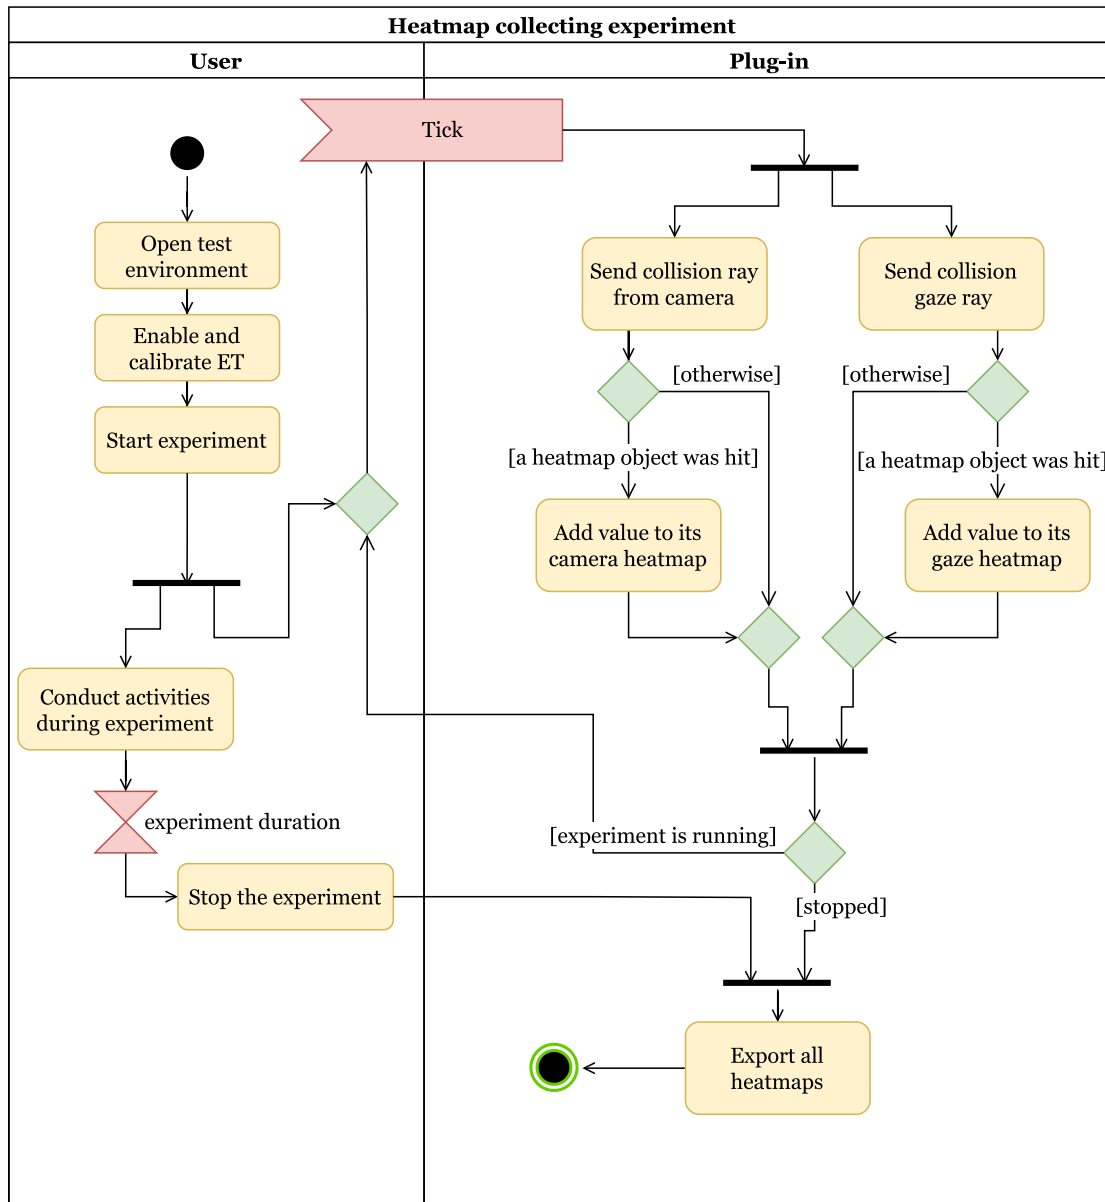 Heatmap collecting experiment
User
Plug-in
Tick
Open test
environment
Enable and
calibrate ET
Start experiment
Send collision ray
from camera
Send collision
gaze ray
[otherwise]
[otherwise]
[a heatmap object was hit]
[a heatmap object was hit]
Add value to its
camera heatmap
Add value to its
gaze heatmap
Conduct activities
during experiment
experiment duration
[experiment is running]
Stop the experiment
[stopped]
Export all
heatmaps